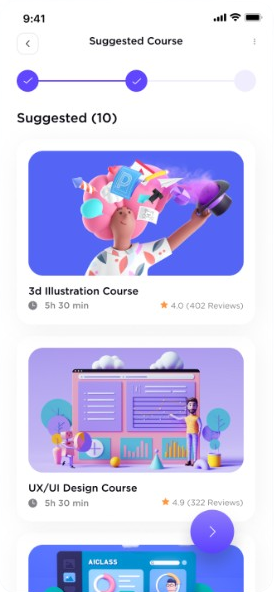 9:41
Suggested Course
Suggested (10)
3d Illustration Course
5h 30 min
4.0 (402 Reviews)
UX/UI Design Course
5h 30 min
4.9 (322 Reviews)
AICLASS